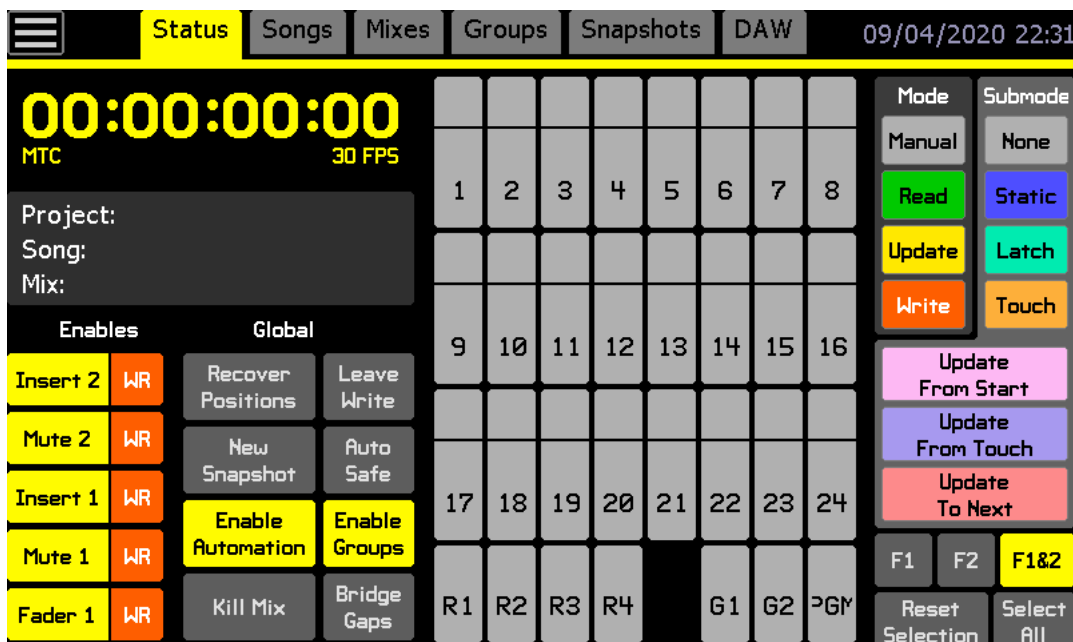 Status Songs Mixes Groups Snapshots DAW 09/04/2020 22:31
00:00:00:00
MTC 30 FPS
Project:
Song:
Mix:
Enables Global
Insert 2 WR
Mute 2 WR
Insert 1 WR
Mute 1 WR
Fader 1 WR
Recover
Positions
Leave
Write
New
Snapshot
Auto
Safe
Enable
Automation
Enable
Groups
Kill Mix
Bridge
Gaps
1 2 3 4 5 6 7 8
9 10 11 12 13 14 15 16
17 18 19 20 21 22 23 24
R1 R2 R3 R4 G1 G2 PGM
Mode Submode
Manual None
Read Static
Update Latch
Write Touch
Update
From Start
Update
From Touch
Update
To Next
F1 F2 F1&2
Reset
Selection
Select
All